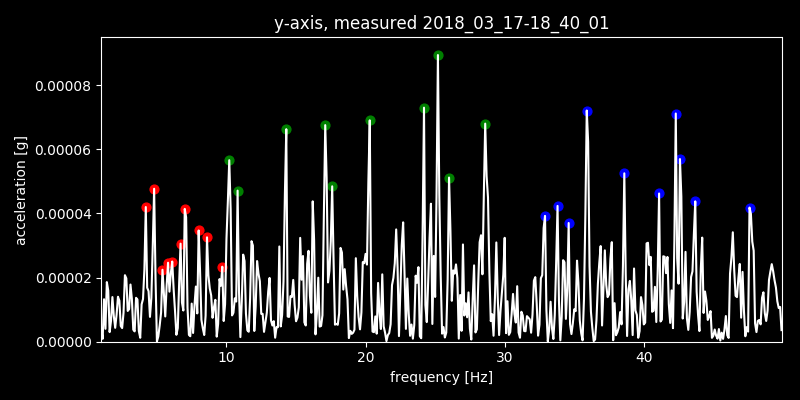 y-axis, measured 2018_03_17-18_40_01
acceleration [g]
0.00008
0.00006
0.00004
0.00002
0.00000
10 20 30 40
frequency [Hz]